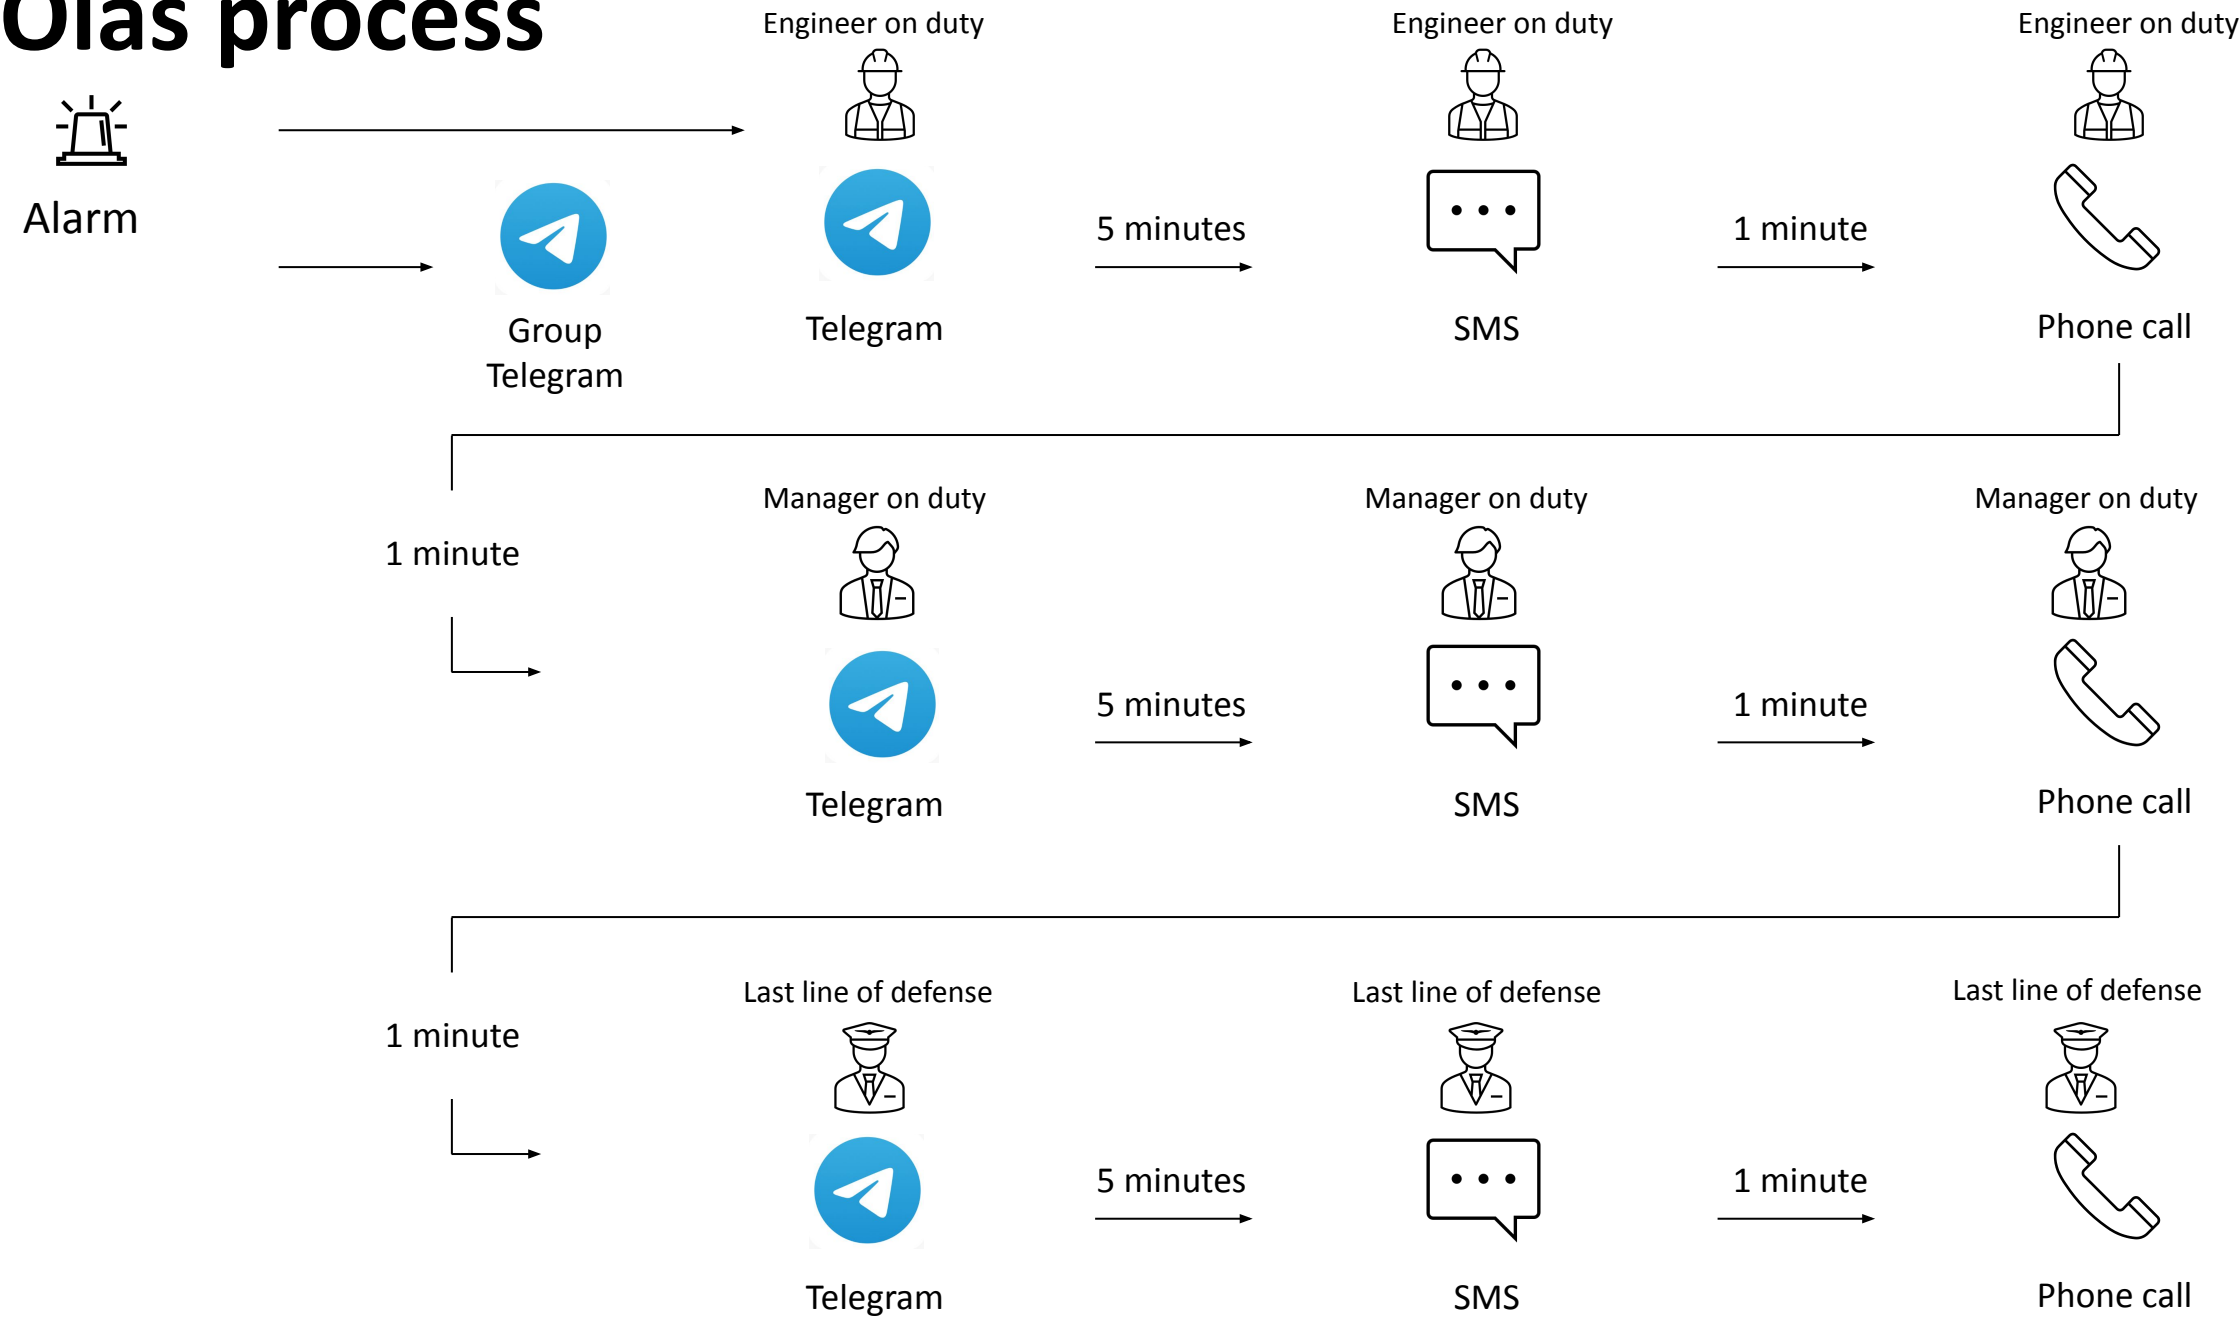 Olas process
Engineer on duty
Engineer on duty
Engineer on duty
Alarm
5 minutes
1 minute
Group
Telegram
Telegram
SMS
Phone call
Manager on duty
Manager on duty
Manager on duty
1 minute
5 minutes
1 minute
Telegram
SMS
Phone call
Last line of defense
Last line of defense
Last line of defense
1 minute
5 minutes
1 minute
Telegram
SMS
Phone call